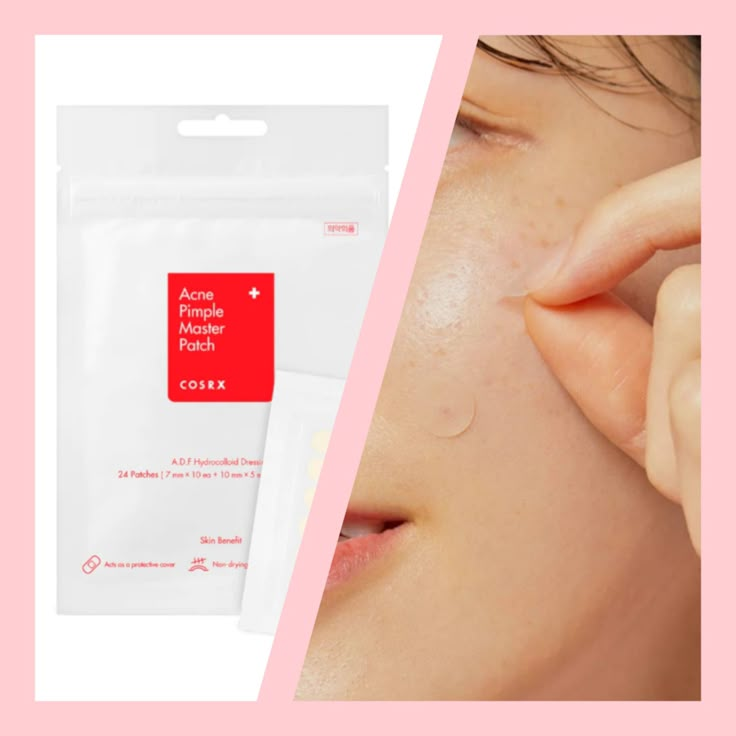 Acne
Pimple
Master
Patch
COSRX
A.D.F Hydrocolloid Dress
24 Patches | 7 mm × 10 ea + 10 mm × 5
Skin Benefit
Acts as a protective cover
Non drying